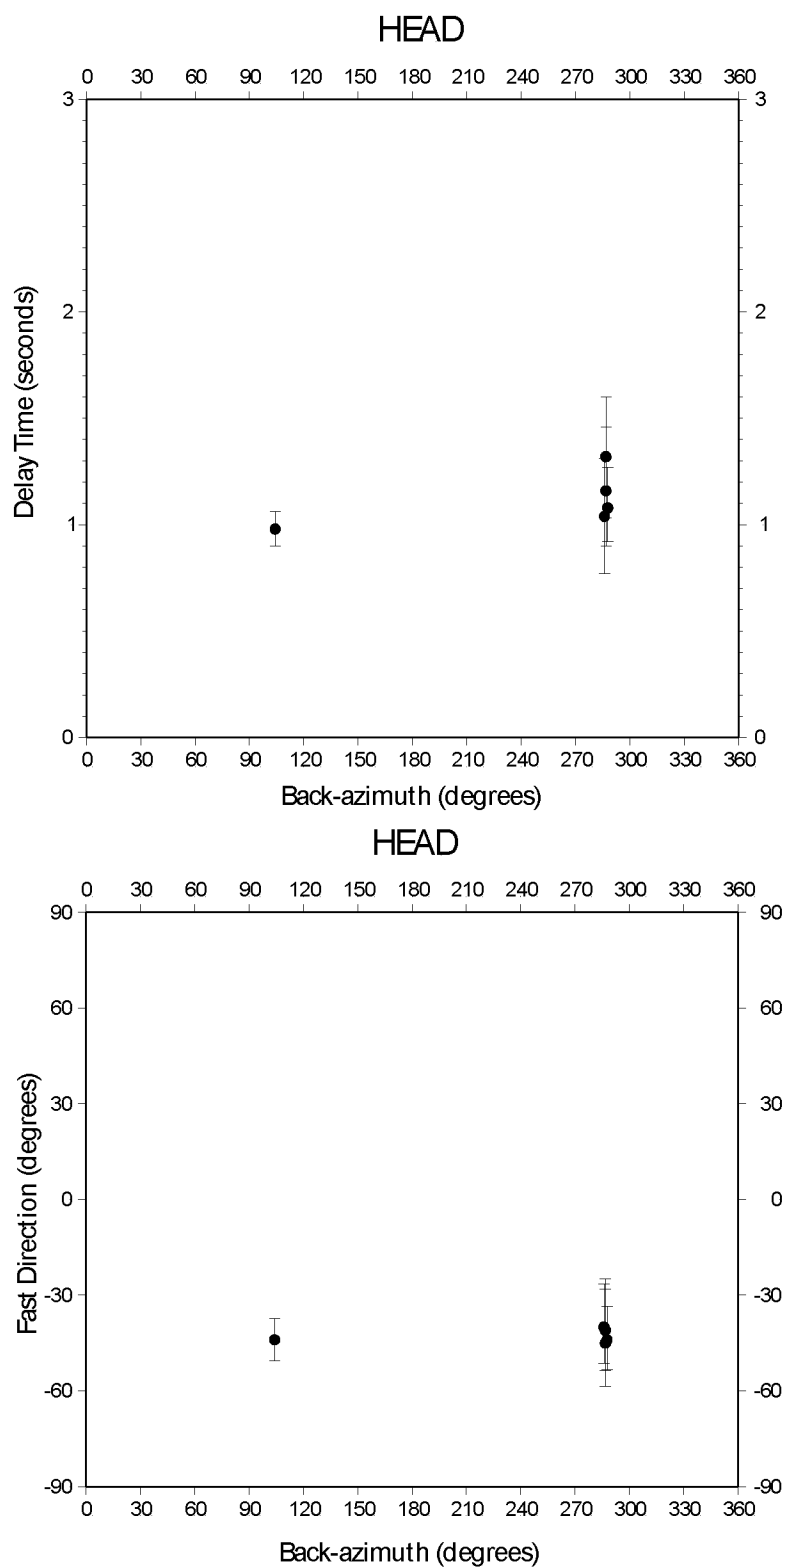 HEAD
0 30 60 90 120 150 180 210 240 270 300 330 360
3 3
2 2
Delay Time (seconds)
1 1
0 0
0 30 60 90 120 150 180 210 240 270 300 330 360
Back-azimuth (degrees)
HEAD
0 30 60 90 120 150 180 210 240 270 300 330 360
90 90
60 60
30 30
0 0
Fast Direction (degrees)
-30 -30
-60 -60
-90 -90
0 30 60 90 120 150 180 210 240 270 300 330 360
Back-azimuth (degrees)